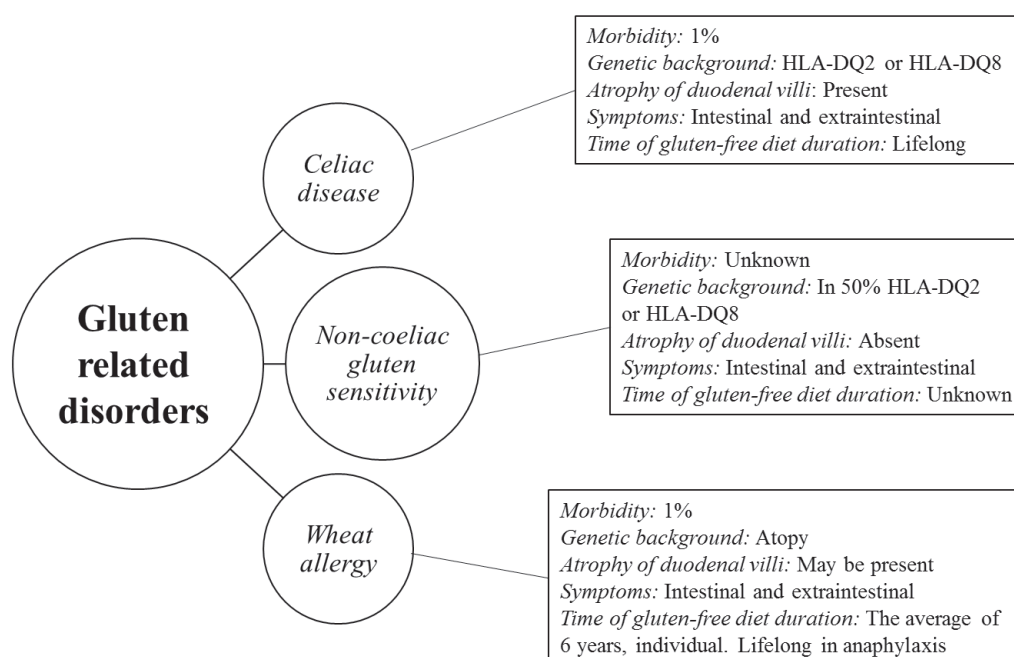 Gluten
related
disorders
Celiac
disease
Morbidity: 1%
Genetic background: HLA-DQ2 or HLA-DQ8
Atrophy of duodenal villi: Present
Symptoms: Intestinal and extraintestinal
Time of gluten-free diet duration: Lifelong
Non-coeliac
gluten
sensitivity
Morbidity: Unknown
Genetic background: In 50% HLA-DQ2
or HLA-DQ8
Atrophy of duodenal villi: Absent
Symptoms: Intestinal and extraintestinal
Time of gluten-free diet duration: Unknown
Wheat
allergy
Morbidity: 1%
Genetic background: Atopy
Atrophy of duodenal villi: May be present
Symptoms: Intestinal and extraintestinal
Time of gluten-free diet duration: The average of
6 years, individual. Lifelong in anaphylaxis